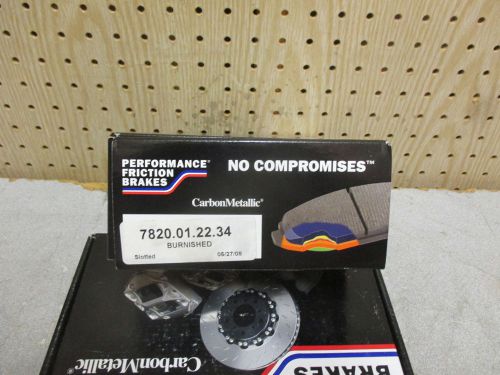 PERFORMANCE®
FRICTION
BRAKES
NO COMPROMISES™
CarbonMetallic®
7820.01.22.34
BURNISHED
Slotted
06/27/08
CarbonMetallic®
BRAKES